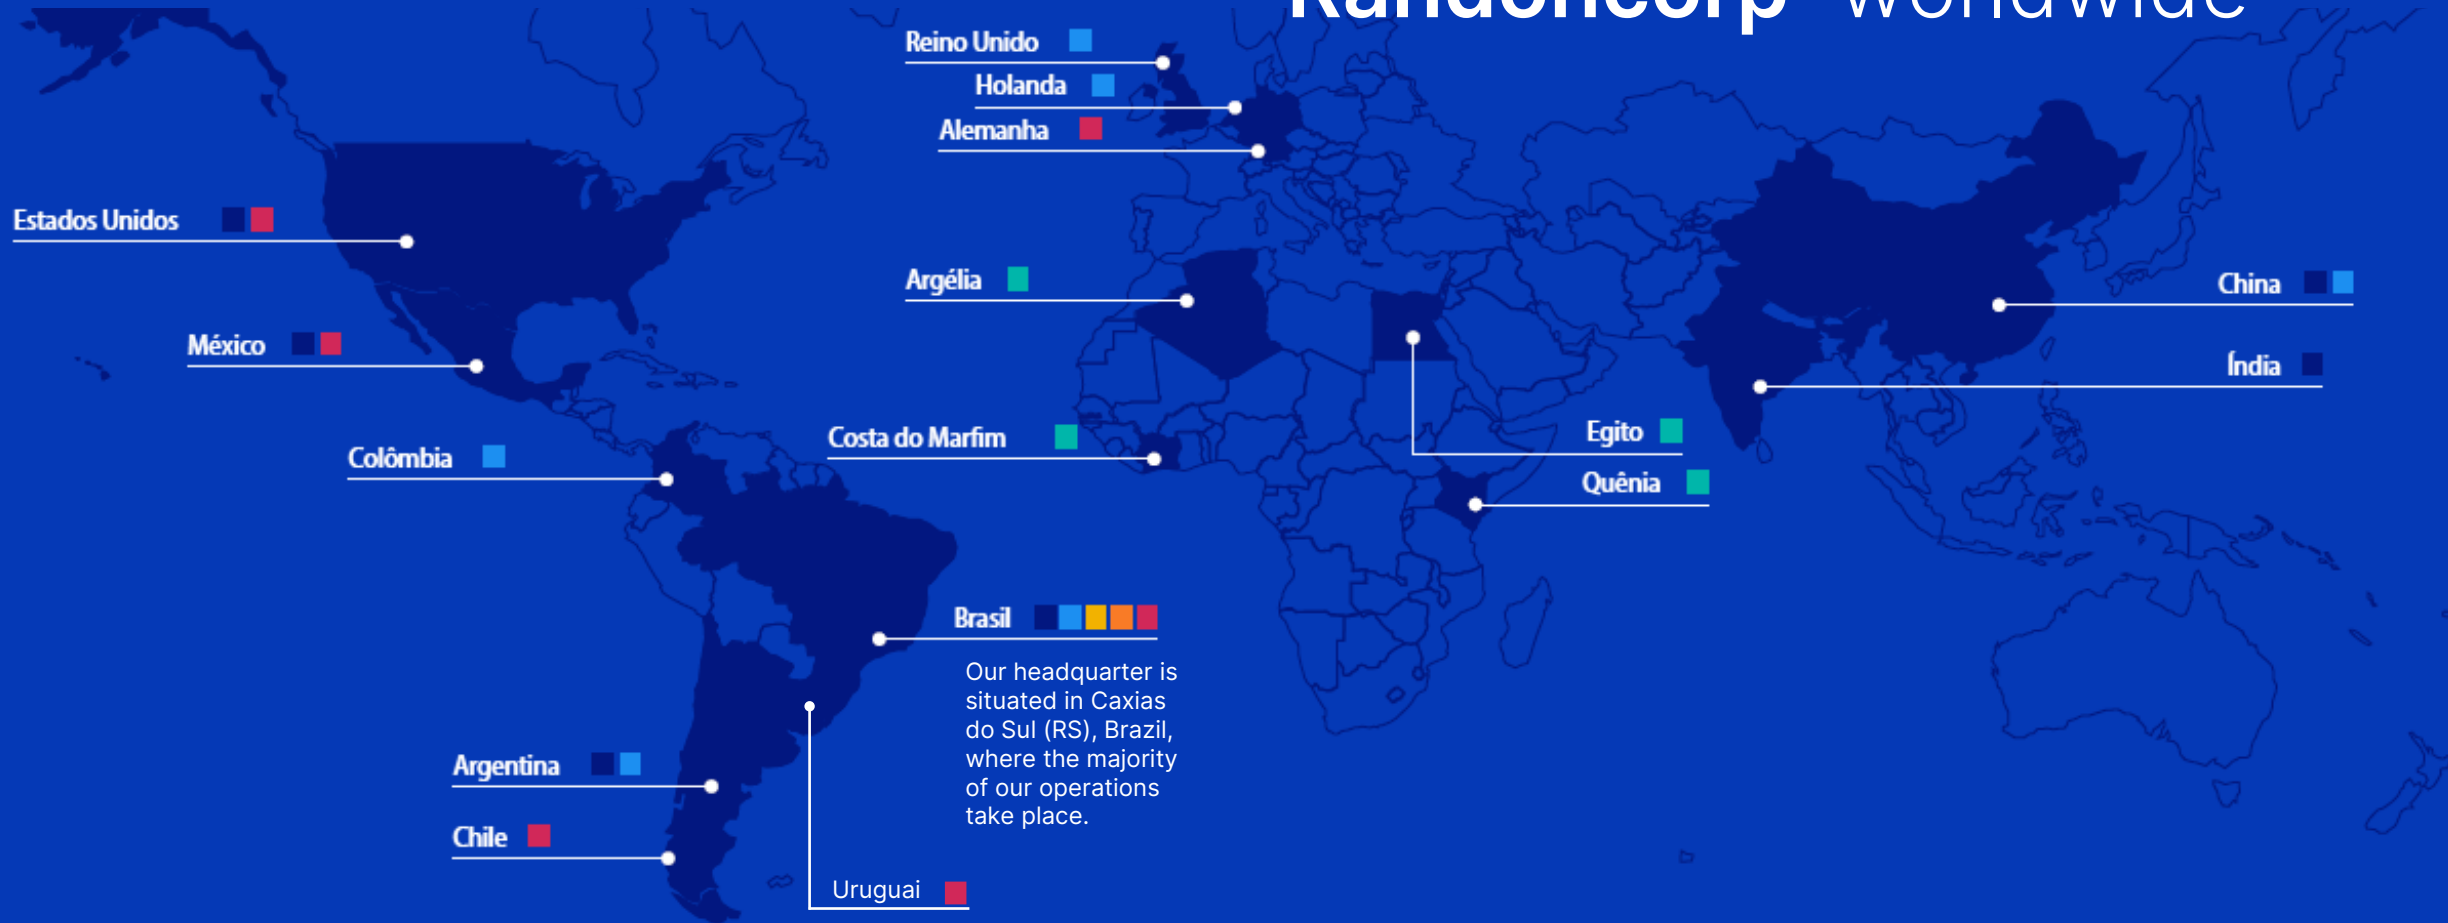 Randoncorp worldwide
Reino Unido
Holanda
Alemanha
Estados Unidos
Argélia
China
México
Índia
Costa do Marfim
Egito
Colômbia
Quênia
Brasil
Our headquarter is
situated in Caxias
do Sul (RS), Brazil,
where the majority
of our operations
take place.
Argentina
Chile
Uruguai